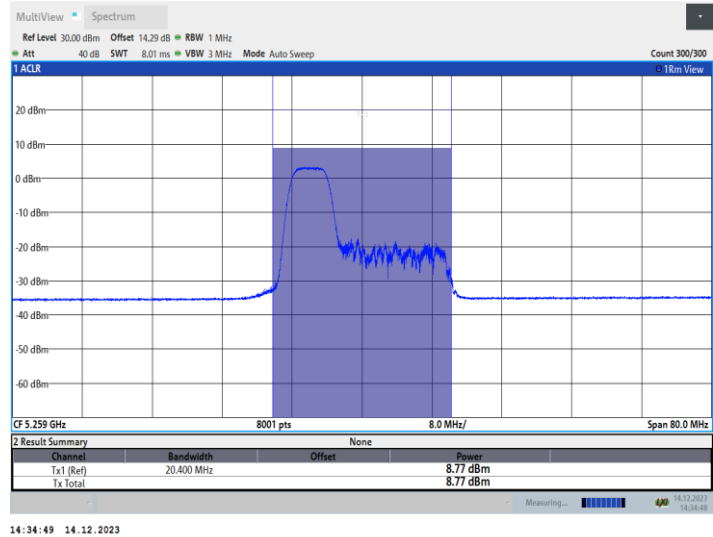 MultiView Spectrum
Ref Level 30.00 dBm Offset 14.29 dB RBW 1 MHz
Att 40 dB SWT 8.01 ms VBW 3 MHz Mode Auto Sweep Count 300/300
1 ACLR 1Rm View
20 dBm
10 dBm
0 dBm
-10 dBm
-20 dBm
-30 dBm
-40 dBm
-50 dBm
-60 dBm
CF 5.259 GHz 8001 pts 8.0 MHz/ Span 80.0 MHz
2 Result Summary None
Channel Bandwidth Offset Power
Tx1 (Ref) 20.400 MHz 8.77 dBm
Tx Total 8.77 dBm
Measuring... 14.12.2023
14:34:48
14:34:49 14.12.2023